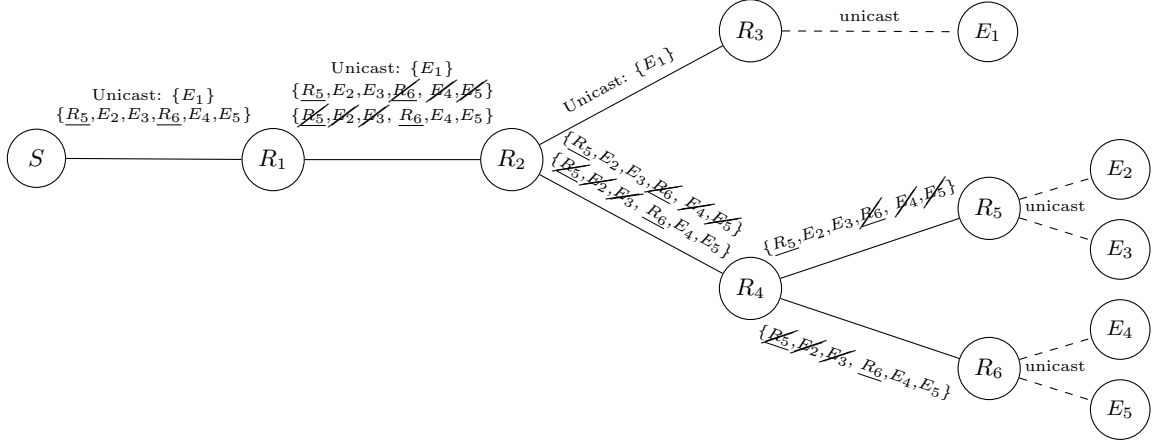 unicast
R3
E1
Unicast: {E1}
Unicast: {E1}
{R5,E2,E3,R6,E4,E5}
Unicast: {E1}
{R5,E2,E3,R6, E4,E5}
{R5,E2,E3, R6,E4,E5}
S
R1
R2
{R5,E2,E3,R6, E4,E5}
{R5,E2,E3, R6,E4,E5}
{R5,E2,E3,R6, E4,E5}
R5
E2
unicast
E3
R4
{R5,E2,E3, R6,E4,E5}
R6
E4
unicast
E5